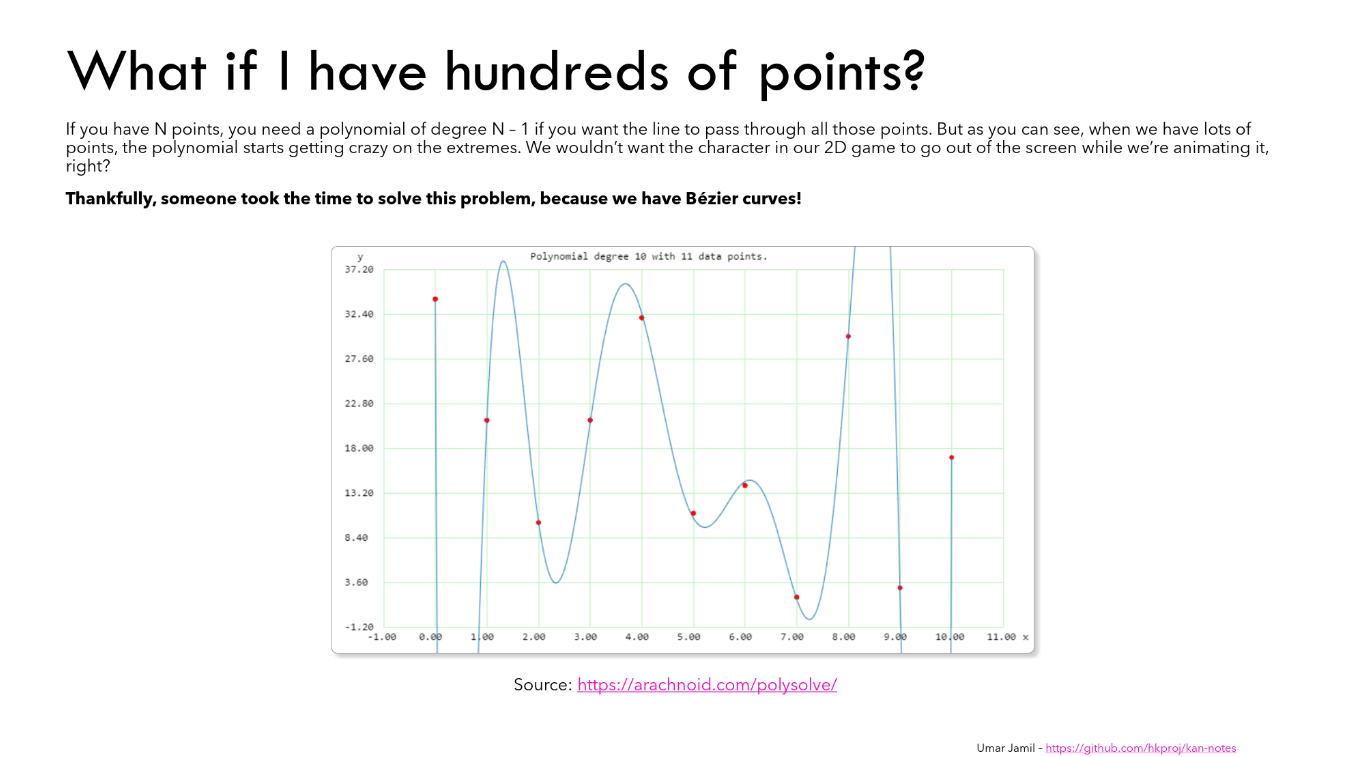 What if I have hundreds of points?
If you have N points, you need a polynomial of degree N – 1 if you want the line to pass through all those points. But as you can see, when we have lots of
points, the polynomial starts getting crazy on the extremes. We wouldn’t want the character in our 2D game to go out of the screen while we’re animating it,
right?
Thankfully, someone took the time to solve this problem, because we have Bézier curves!
y
Polynomial degree 10 with 11 data points.
37.20
32.40
27.60
22.80
18.00
13.20
8.40
3.60
-1.20
-1.00 0.00 1.00 2.00 3.00 4.00 5.00 6.00 7.00 8.00 9.00 10.00 11.00 x
Source: https://arachnoid.com/polysolve/
Umar Jamil – https://github.com/hkproj/kan-notes